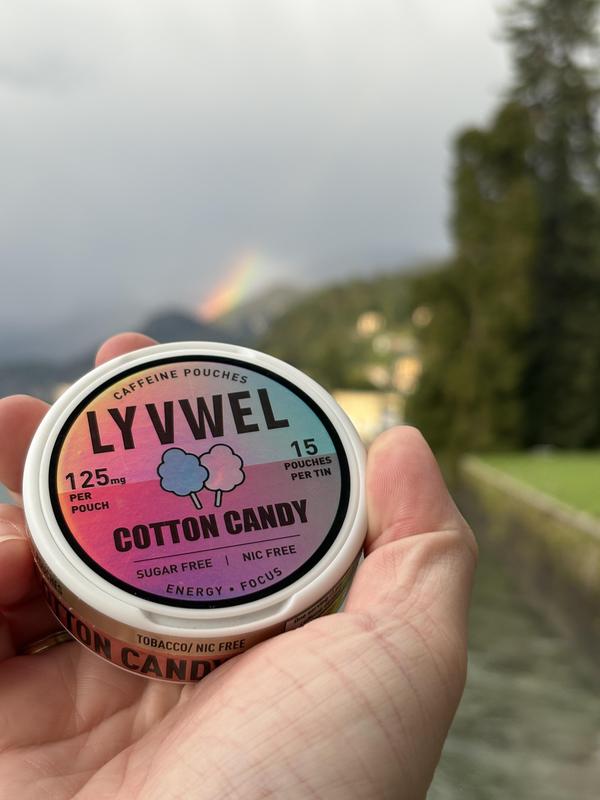 CAFFEINE POUCHES
LYVWEL
125mg
PER
POUCH
15
POUCHES
PER TIN
COTTON CANDY
SUGAR FREE | NIC FREE
ENERGY • FOCUS
TOBACCO/ NIC FREE
COTTON CANDY